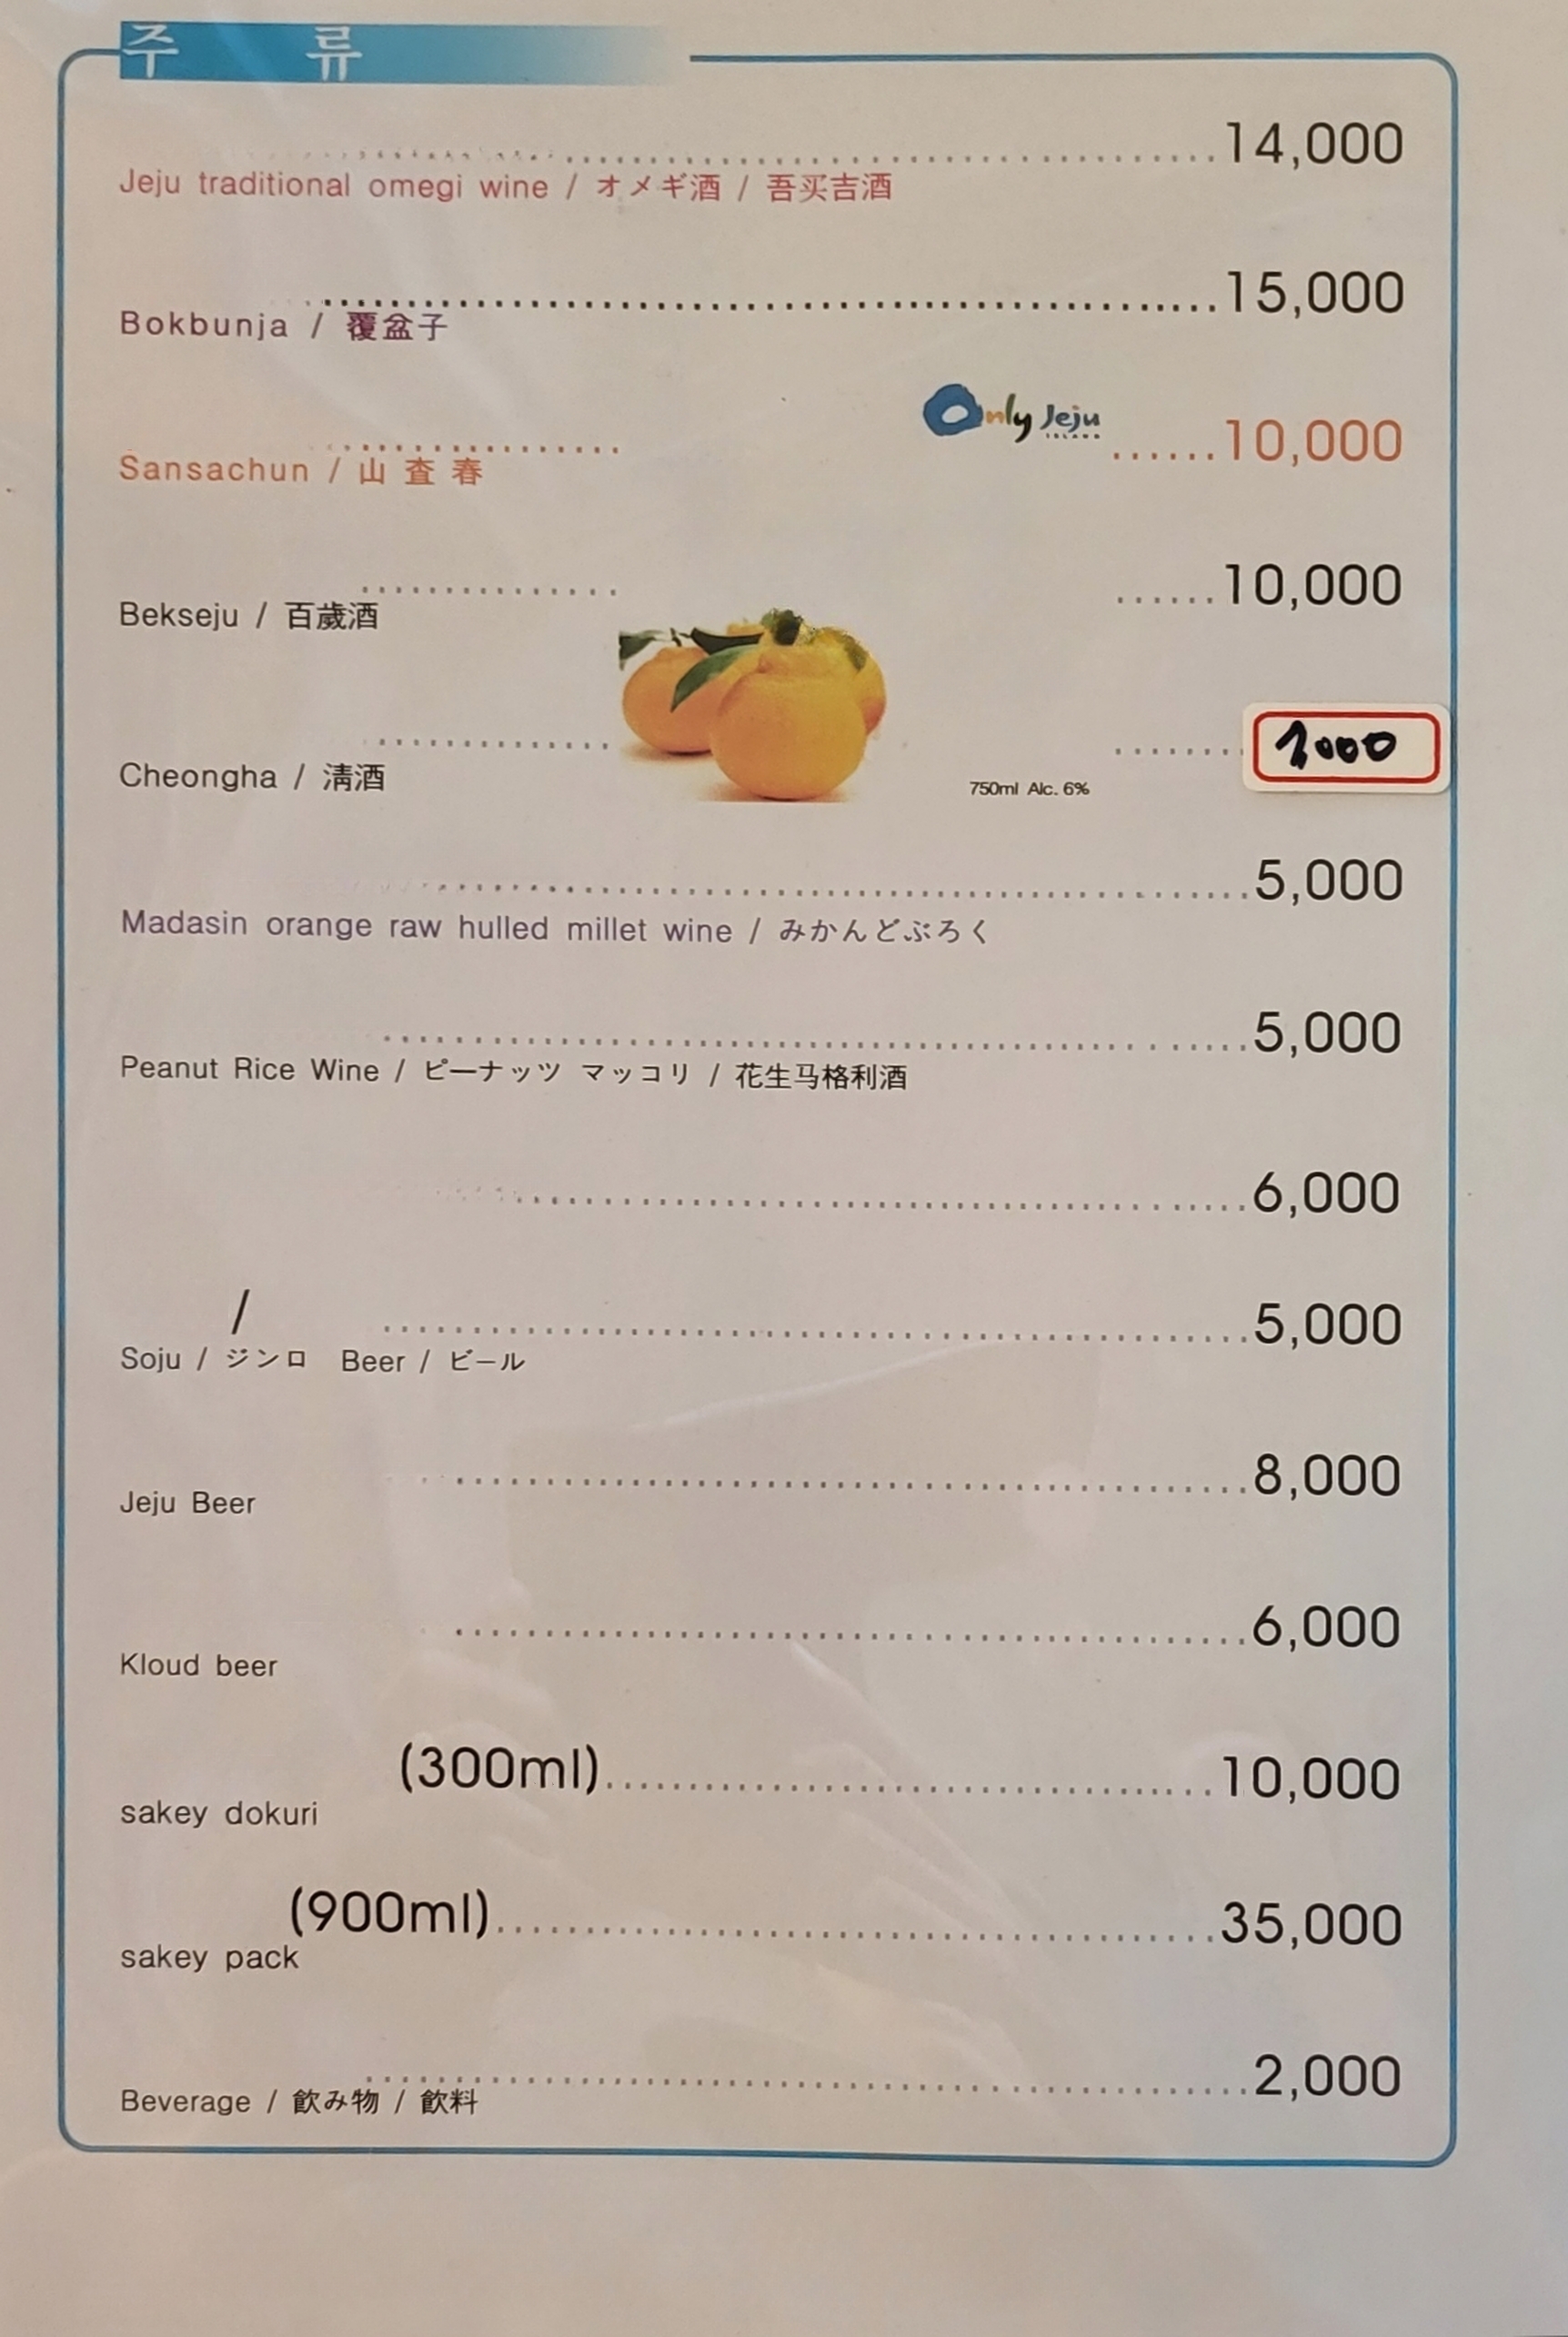 주 류
14,000
Jeju traditional omegi wine / オメギ酒 / 吾买吉酒
15,000
Bokbunja / 覆盆子
Only Jeju
ISLAND
10,000
Sansachun / 山 査 春
10,000
Bekseju / 百歲酒
Cheongha / 淸酒
750ml Alc. 6%
5,000
Madasin orange raw hulled millet wine / みかんどぶろく
5,000
Peanut Rice Wine / ピーナッツ マッコリ / 花生马格利酒
6,000
/ 5,000
Soju / ジンロ Beer / ビール
8,000
Jeju Beer
6,000
Kloud beer
(300ml) 10,000
sakey dokuri
(900ml) 35,000
sakey pack
2,000
Beverage / 飲み物 / 飮料